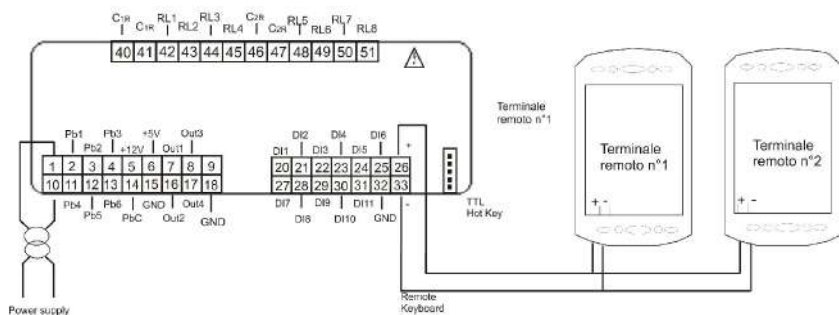 C1R C1R RL1 RL2 RL3 RL4 C2R C2R RL5 RL6 RL7 RL8
40 41 42 43 44 45 46 47 48 49 50 51
Terminale
remoto n°1
Terminale
remoto n°1
+ -
Terminale
remoto n°2
+ -
Pb1 Pb2 Pb3 +12V +5V Out1 Out3
1 2 3 4 5 6 7 8 9
10 11 12 13 14 15 16 17 18
Pb4 Pb5 Pb6 PbC GND Out2 Out4 GND
DI1 DI2 DI3 DI4 DI5 DI6 +
20 21 22 23 24 25 26
27 28 29 30 31 32 33
DI7 DI8 DI9 DI10 DI11 GND -
TTL
Hot Key
Power supply
Remote
Keyboard